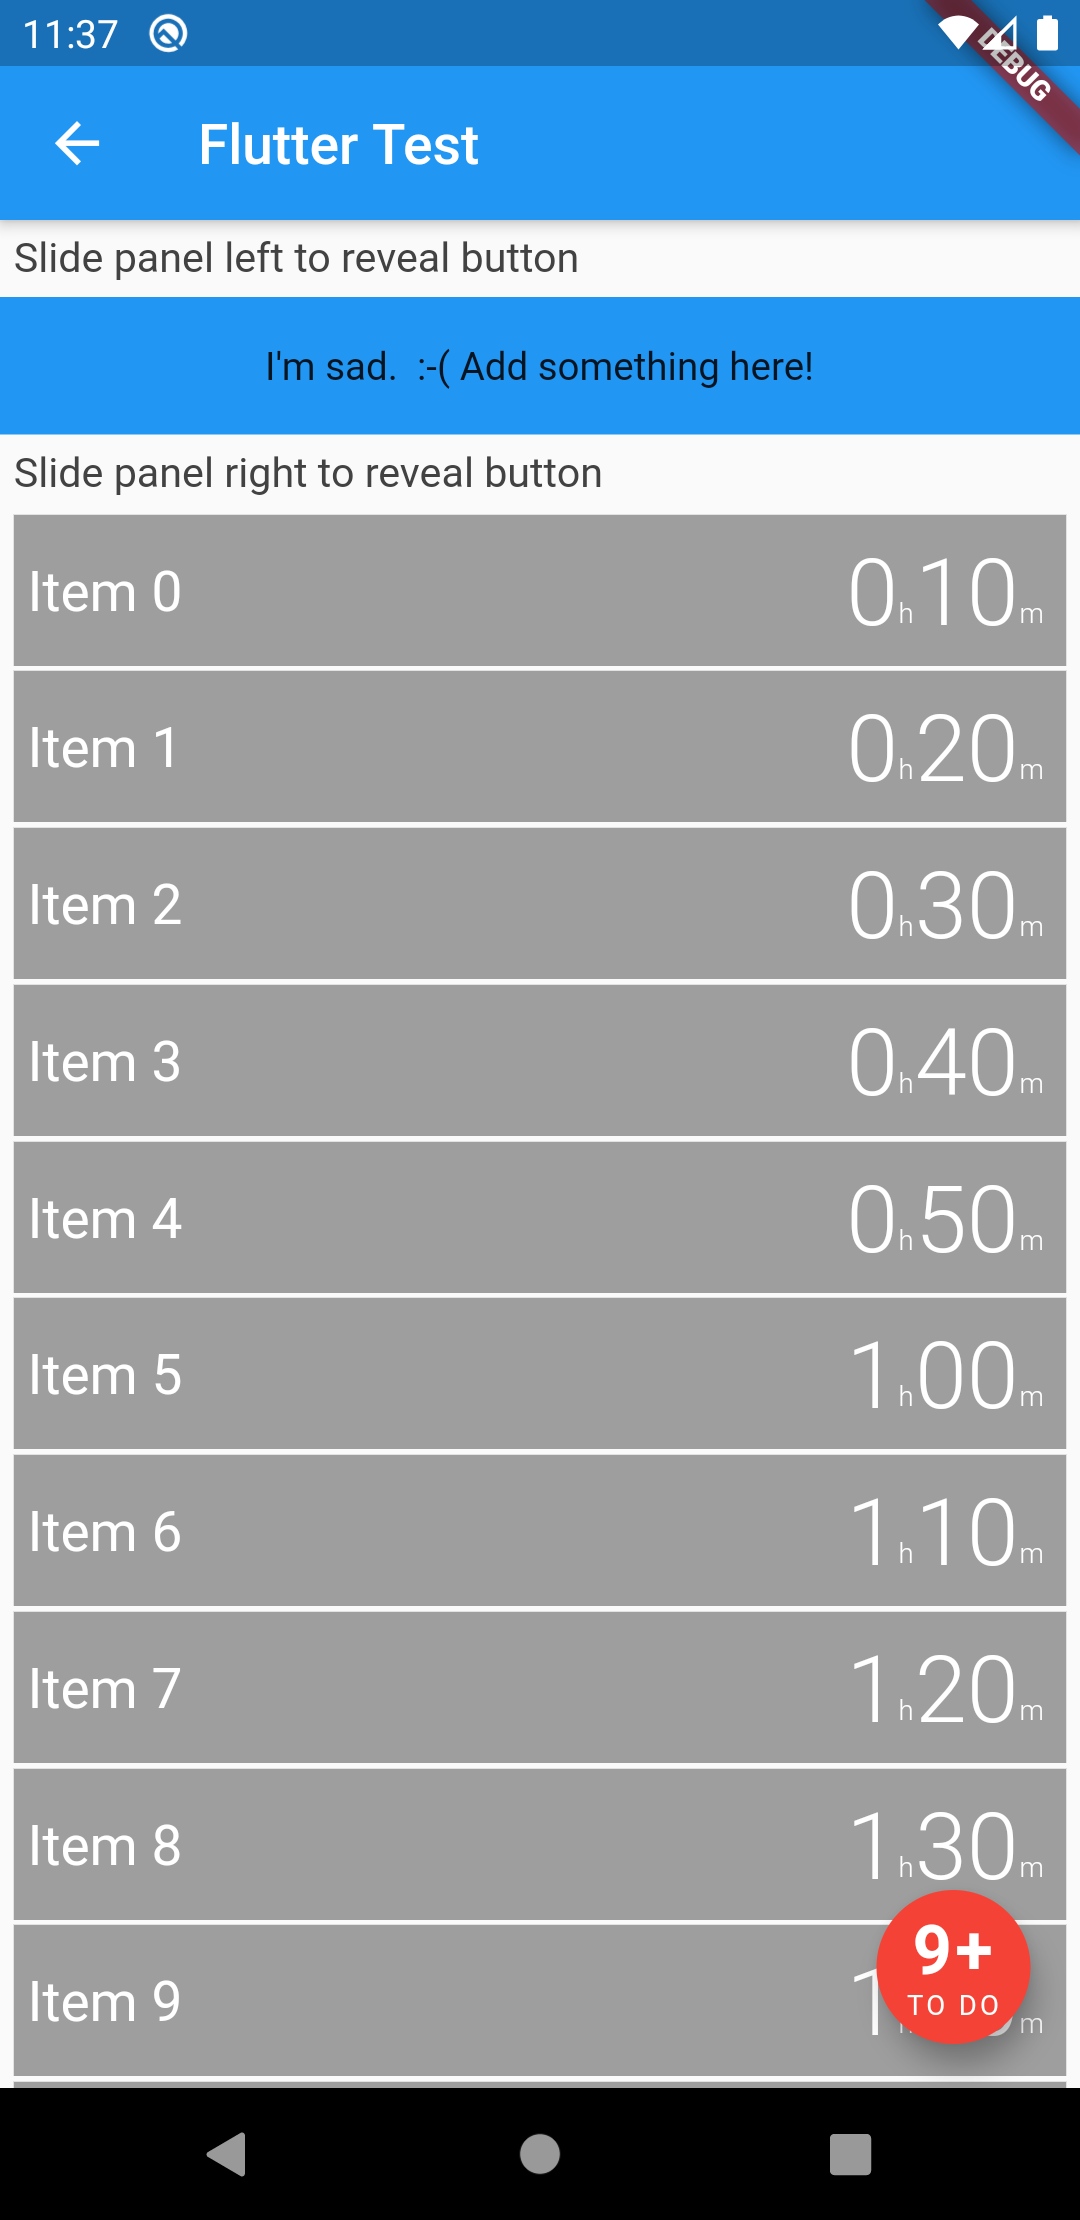 11:37
DEBUG
Flutter Test
Slide panel left to reveal button
I'm sad.  :-( Add something here!
Slide panel right to reveal button
Item 0 0h10m
Item 1 0h20m
Item 2 0h30m
Item 3 0h40m
Item 4 0h50m
Item 5 1h00m
Item 6 1h10m
Item 7 1h20m
Item 8 1h30m
9+
TO DO
Item 9 1 m